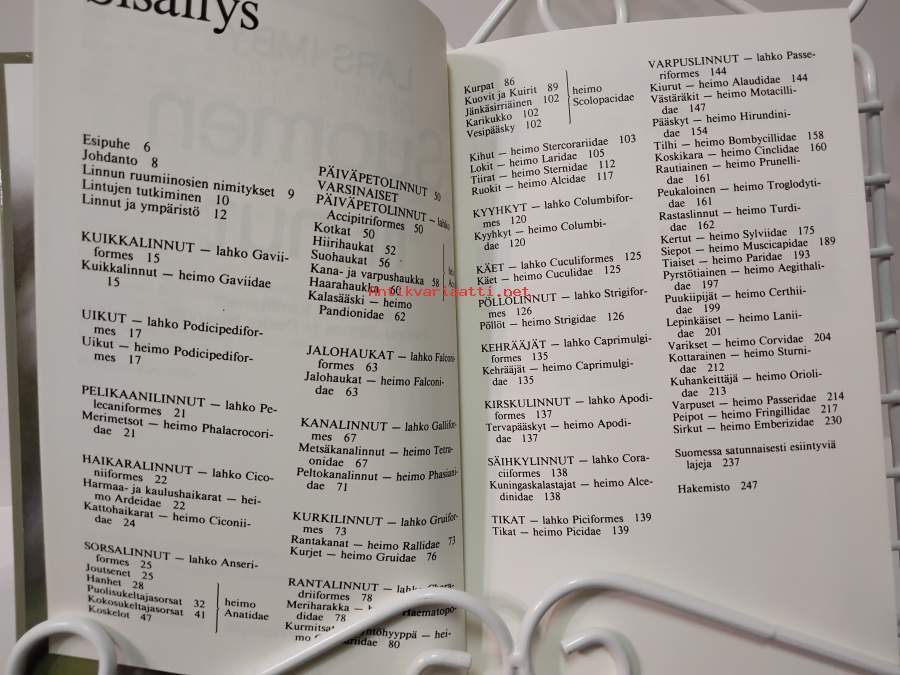 Sisällys
Esipuhe 6
Johdanto 8
Linnun ruumiinosien nimitykset 9
Lintujen tutkiminen 10
Linnut ja ympäristö 12
KUIKKALINNUT — lahko Gavii-
formes 15
Kuikkalinnut — heimo Gaviidae
15
UIKUT — lahko Podicipedifor-
mes 17
Uikut — heimo Podicipedifor-
mes 17
PELIKAANILINNUT — lahko Pe-
lecaniformes 21
Merimetsot — heimo Phalacrocori-
dae 21
HAIKARALINNUT — lahko Cico-
niiformes 22
Harmaa- ja kaulushaikarat — hei-
mo Ardeidae 22
Kattohaikarat — heimo Ciconii-
dae 24
SORSALINNUT — lahko Anseri-
formes 25
Joutsenet 25
Hanhet 28
Puolisukeltajasorsat 32
Kokosukeltajasorsat 41
Koskelot 47
heimo
Anatidae
PÄIVÄPETOLINNUT 50
VARSINAISET
PÄIVÄPETOLINNUT — lahko
Accipitriformes 50
Kotkat 50
Hiirihaukat 52
Suohaukat 56
Kana- ja varpushaukka 58
Haarahaukka 61
Kalasääski — heimo
Pandionidae 62
JALOHAUKAT — lahko Falconi-
formes 63
Jalohaukat — heimo Falconi-
dae 63
KANALINNUT — lahko Gallifor-
mes 67
Metsäkanalinnut — heimo Tetra-
onidae 67
Peltokanalinnut — heimo Phasiani-
dae 71
KURKILINNUT — lahko Gruifor-
mes 73
Rantakanat — heimo Rallidae 73
Kurjet — heimo Gruidae 76
RANTALINNUT — lahko Chara-
driiformes 78
Meriharakka — Haematopo-
didae 78
Kurmitsat yntöhyyppä — hei-
mo riidae 80
Kurpat 86
Kuovit ja Kuirit 89
Jänkäsirriäinen 102
Karikukko 102
Vesipääsky 102
heimo
Scolopacidae
Kihut — heimo Stercorariidae 103
Lokit — heimo Laridae 105
Tiirat — heimo Sternidae 112
Ruokit — heimo Alcidae 117
KYYHKYT — lahko Columbifor-
mes 120
Kyyhkyt — heimo Columbi-
dae 120
KÄET — lahko Cuculiformes 125
Käet — heimo Cuculidae 125
PÖLLÖLINNUT — lahko Strigifor-
mes 126
Pöllöt — heimo Strigidae 126
KEHRÄÄJÄT — lahko Caprimulgi-
formes 135
Kehrääjät — heimo Caprimulgi-
dae 135
KIRSKULINNUT — lahko Apodi-
formes 137
Tervapääskyt — heimo Apodi-
dae 137
SÄIHKYLINNUT — lahko Cora-
ciiformes 138
Kuningaskalastajat — heimo Alce-
dinidae 138
TIKAT — lahko Piciformes 139
Tikat — heimo Picidae 139
VARPUSLINNUT — lahko Passe-
riformes 144
Kiurut — heimo Alaudidae 144
Västäräkit — heimo Motacilli-
dae 147
Pääskyt — heimo Hirundini-
dae 154
Tilhi — heimo Bombycillidae 158
Koskikara — heimo Cinclidae 160
Rautiainen — heimo Prunelli-
dae 161
Peukaloinen — heimo Troglodyti-
dae 161
Rastaslinnut — heimo Turdi-
dae 162
Kertut — heimo Sylviidae 175
Siepot — heimo Muscicapidae 189
Tiaiset — heimo Paridae 193
Pyrstötiainen — heimo Aegithali-
dae 197
Puukiipijät — heimo Certhii-
dae 199
Lepinkäiset — heimo Lanii-
dae 201
Varikset — heimo Corvidae 204
Kottarainen — heimo Sturni-
dae 212
Kuhankeittäjä — heimo Orioli-
dae 213
Varpuset — heimo Passeridae 214
Peipot — heimo Fringillidae 217
Sirkut — heimo Emberizidae 230
Suomessa satunnaisesti esiintyviä
lajeja 237
Hakemisto 247
Antikvariaatti.net